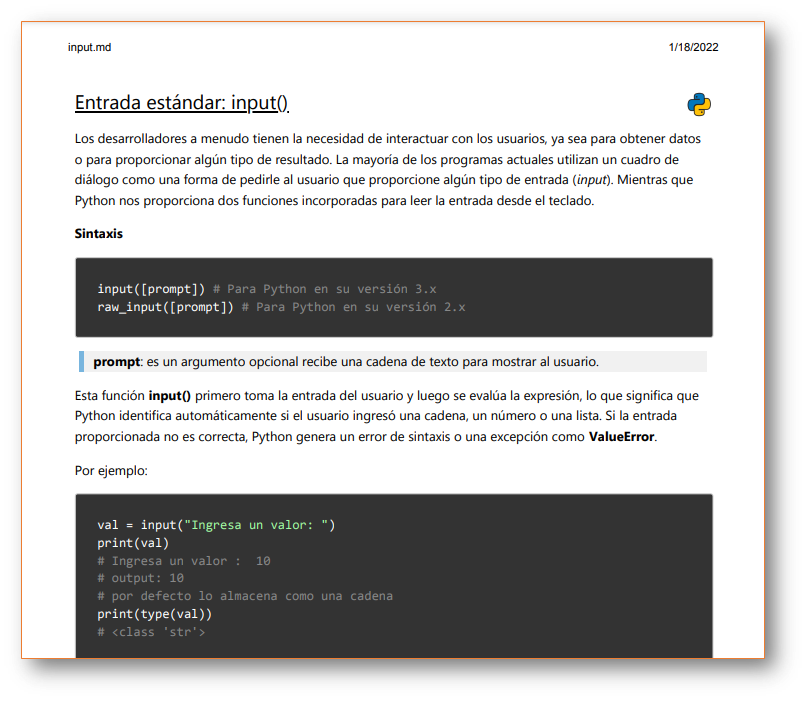 input.md
1/18/2022
Entrada estándar: input()
Los desarrolladores a menudo tienen la necesidad de interactuar con los usuarios, ya sea para obtener datos
o para proporcionar algún tipo de resultado. La mayoría de los programas actuales utilizan un cuadro de
diálogo como una forma de pedirle al usuario que proporcione algún tipo de entrada (input). Mientras que
Python nos proporciona dos funciones incorporadas para leer la entrada desde el teclado.
Sintaxis
input([prompt]) # Para Python en su versión 3.x
raw_input([prompt]) # Para Python en su versión 2.x
prompt: es un argumento opcional recibe una cadena de texto para mostrar al usuario.
Esta función input() primero toma la entrada del usuario y luego se evalúa la expresión, lo que significa que
Python identifica automáticamente si el usuario ingresó una cadena, un número o una lista. Si la entrada
proporcionada no es correcta, Python genera un error de sintaxis o una excepción como ValueError.
Por ejemplo:
val = input("Ingresa un valor: ")
print(val)
# Ingresa un valor :  10
# output: 10
# por defecto lo almacena como una cadena
print(type(val))
# <class 'str'>